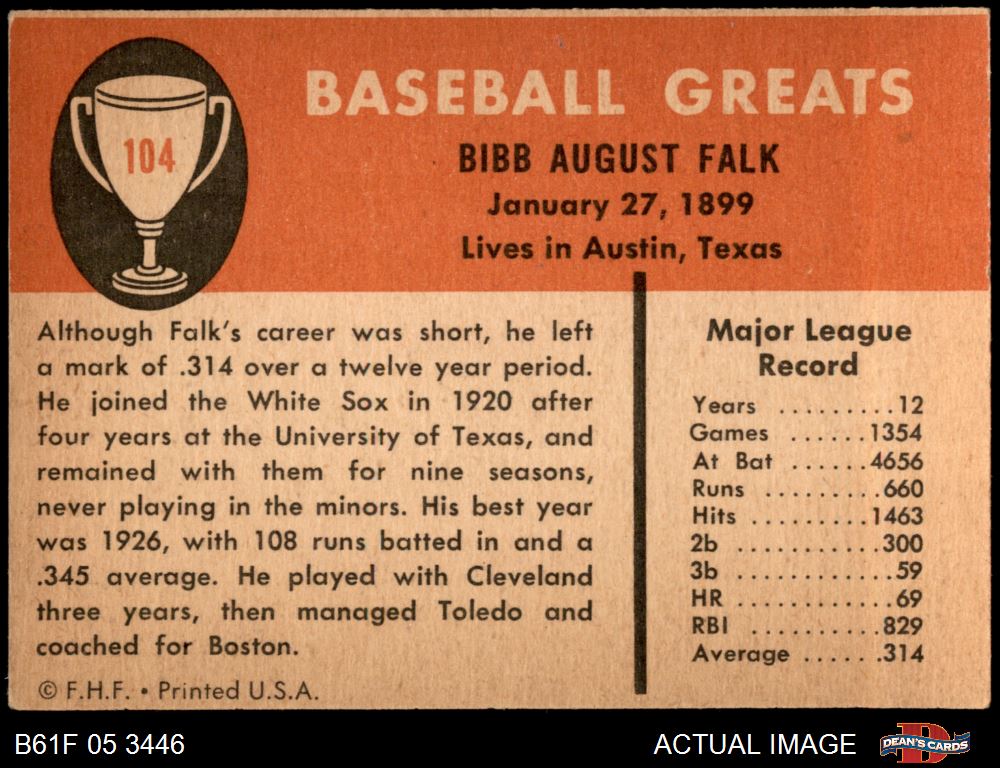 104
BASEBALL GREATS
BIBB AUGUST FALK
January 27, 1899
Lives in Austin, Texas
Although Falk's career was short, he left
a mark of .314 over a twelve year period.
He joined the White Sox in 1920 after
four years at the University of Texas, and
remained with them for nine seasons,
never playing in the minors. His best year
was 1926, with 108 runs batted in and a
.345 average. He played with Cleveland
three years, then managed Toledo and
coached for Boston.
© F.H.F. • Printed U.S.A.
Major League
Record
Years .........12
Games ......1354
At Bat ......4656
Runs .........660
Hits .........1463
2b ...........300
3b ............59
HR ............69
RBI ..........829
Average ......314
B61F 05 3446
ACTUAL IMAGE
D
DEAN'S CARDS